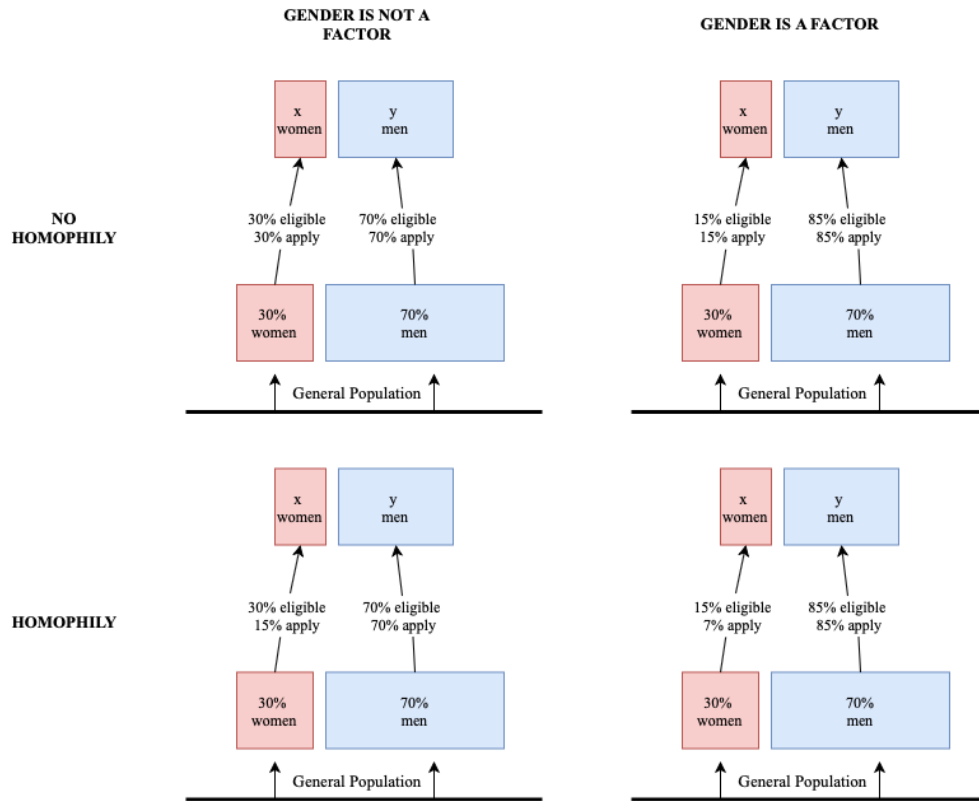 GENDER IS NOT A
FACTOR
GENDER IS A FACTOR
NO
HOMOPHILY
x
women
y
men
30% eligible
30% apply
70% eligible
70% apply
30%
women
70%
men
General Population
x
women
y
men
15% eligible
15% apply
85% eligible
85% apply
30%
women
70%
men
General Population
HOMOPHILY
x
women
y
men
30% eligible
15% apply
70% eligible
70% apply
30%
women
70%
men
General Population
x
women
y
men
15% eligible
7% apply
85% eligible
85% apply
30%
women
70%
men
General Population